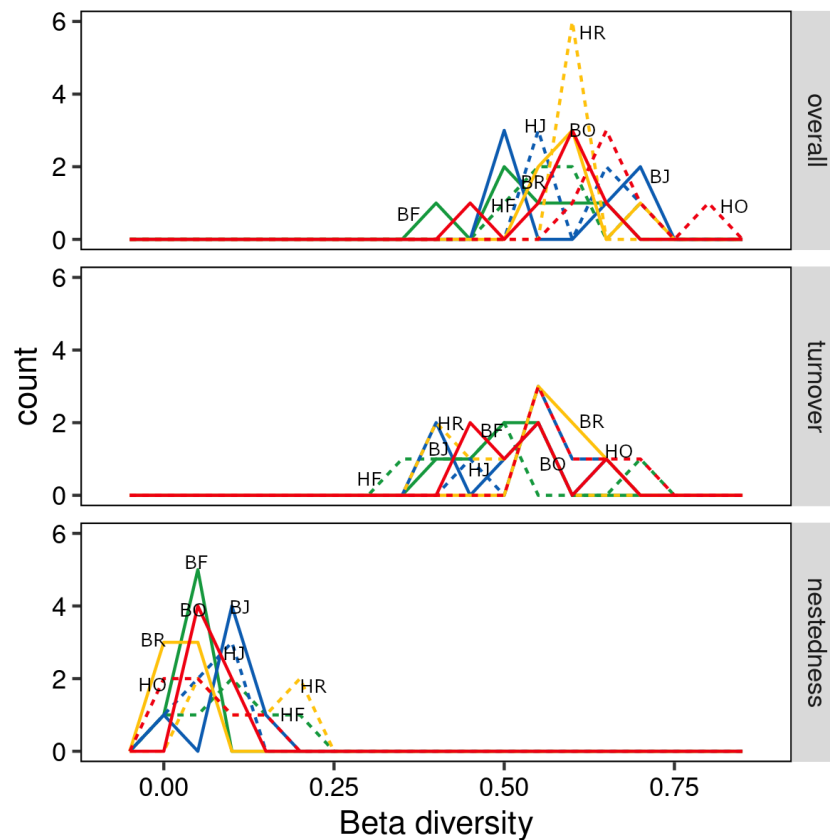 6
4
2
0
HR
HJ
BO
BR
BJ
BF
HF
HO
overall
6
4
2
0
HR
BF
BR
BJ
HJ
BO
HO
HF
turnover
count
6
4
2
0
BF
BO
BJ
BR
HJ
HO
HR
HF
nestedness
0.00 0.25 0.50 0.75
Beta diversity